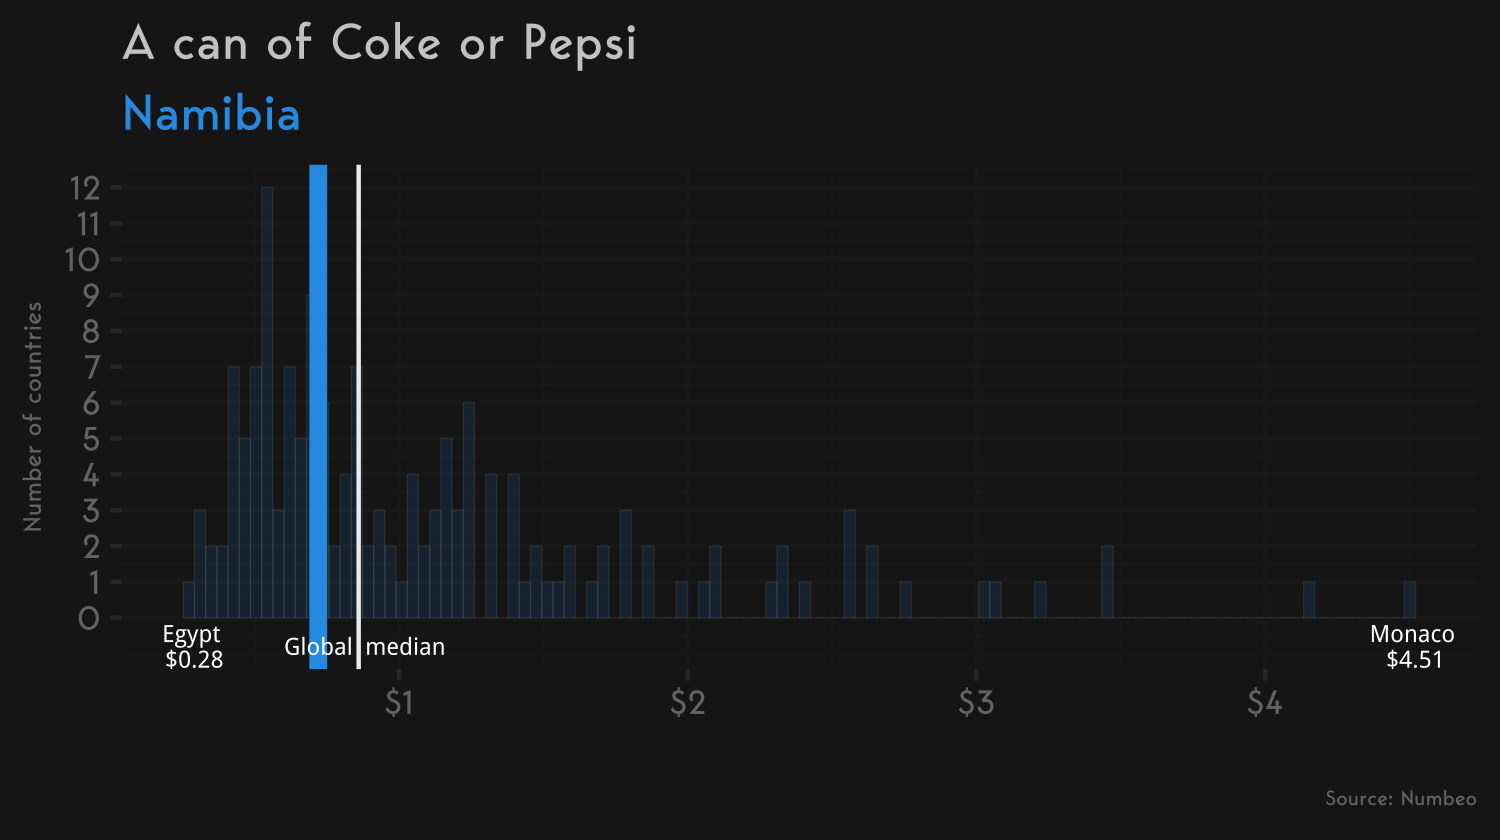 A can of Coke or Pepsi
Namibia
Number of countries
12
11
10
9
8
7
6
5
4
3
2
1
0
Egypt
$0.28
Global median
Monaco
$4.51
$1
$2
$3
$4
Source: Numbeo